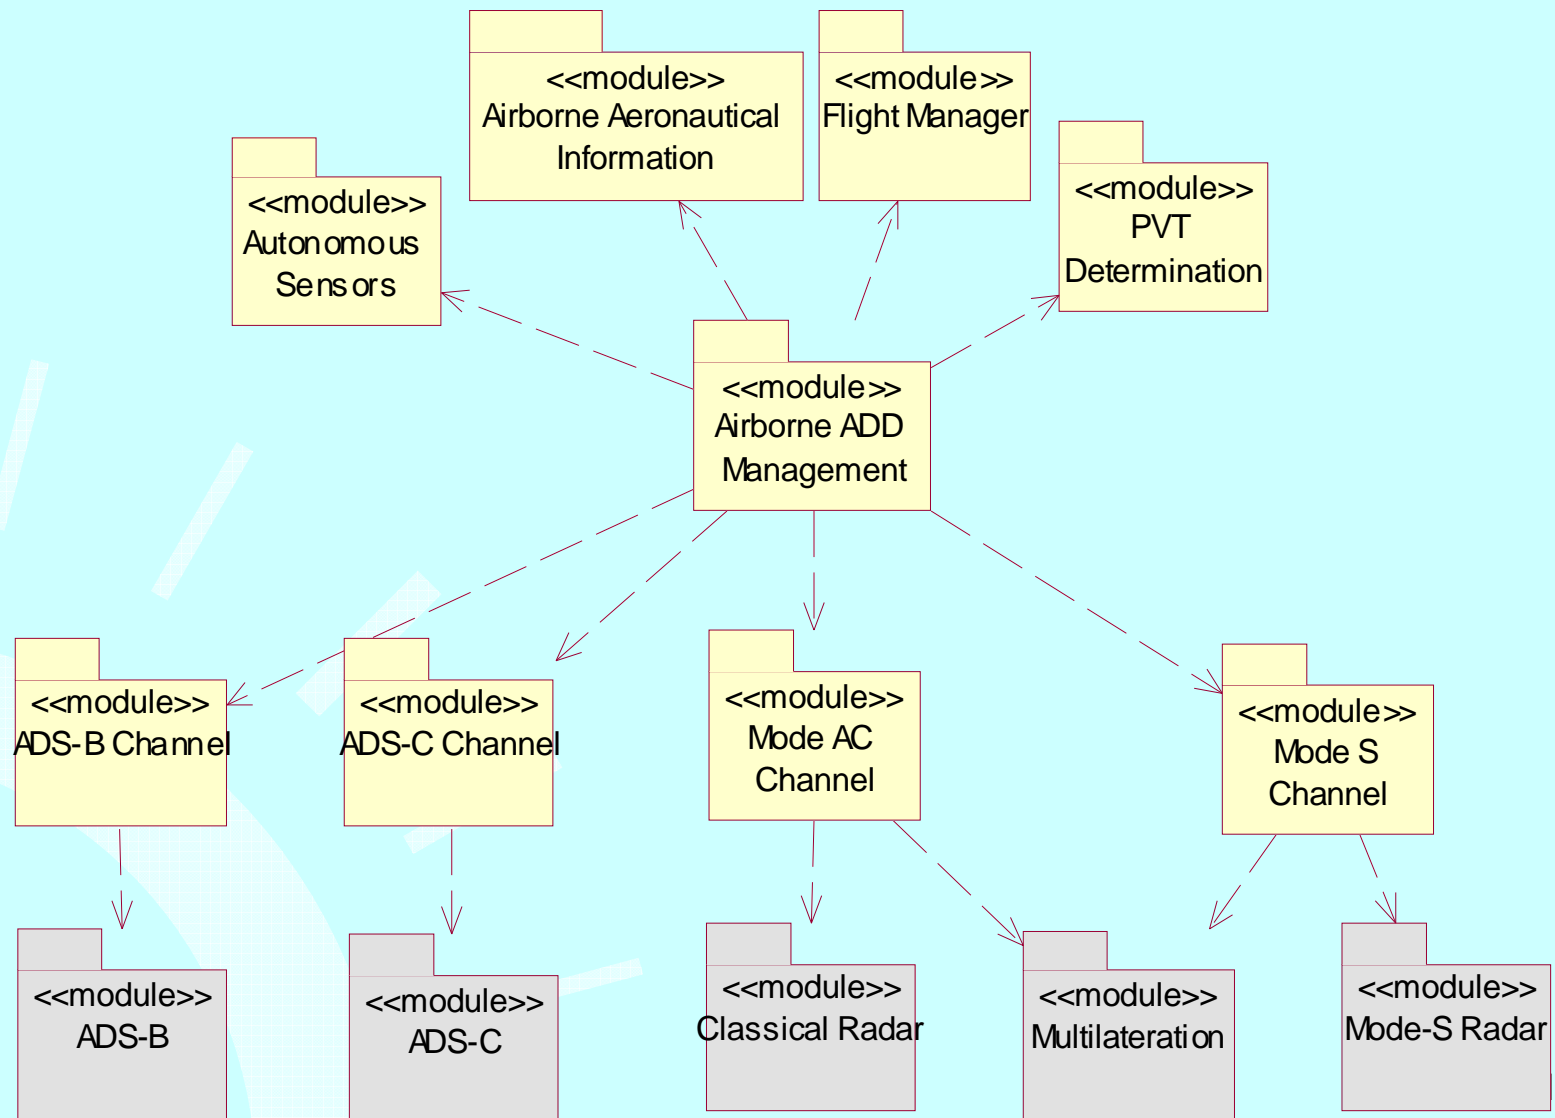 <<module>>
Airborne Aeronautical
Information
<<module>>
Flight Manager
<<module>>
Autonomous
Sensors
<<module>>
PVT
Determination
<<module>>
Airborne ADD
Management
<<module>>
ADS-B Channel
<<module>>
ADS-C Channel
<<module>>
Mode AC
Channel
<<module>>
Mode S
Channel
<<module>>
ADS-B
<<module>>
ADS-C
<<module>>
Classical Radar
<<module>>
Multilateration
<<module>>
Mode-S Radar